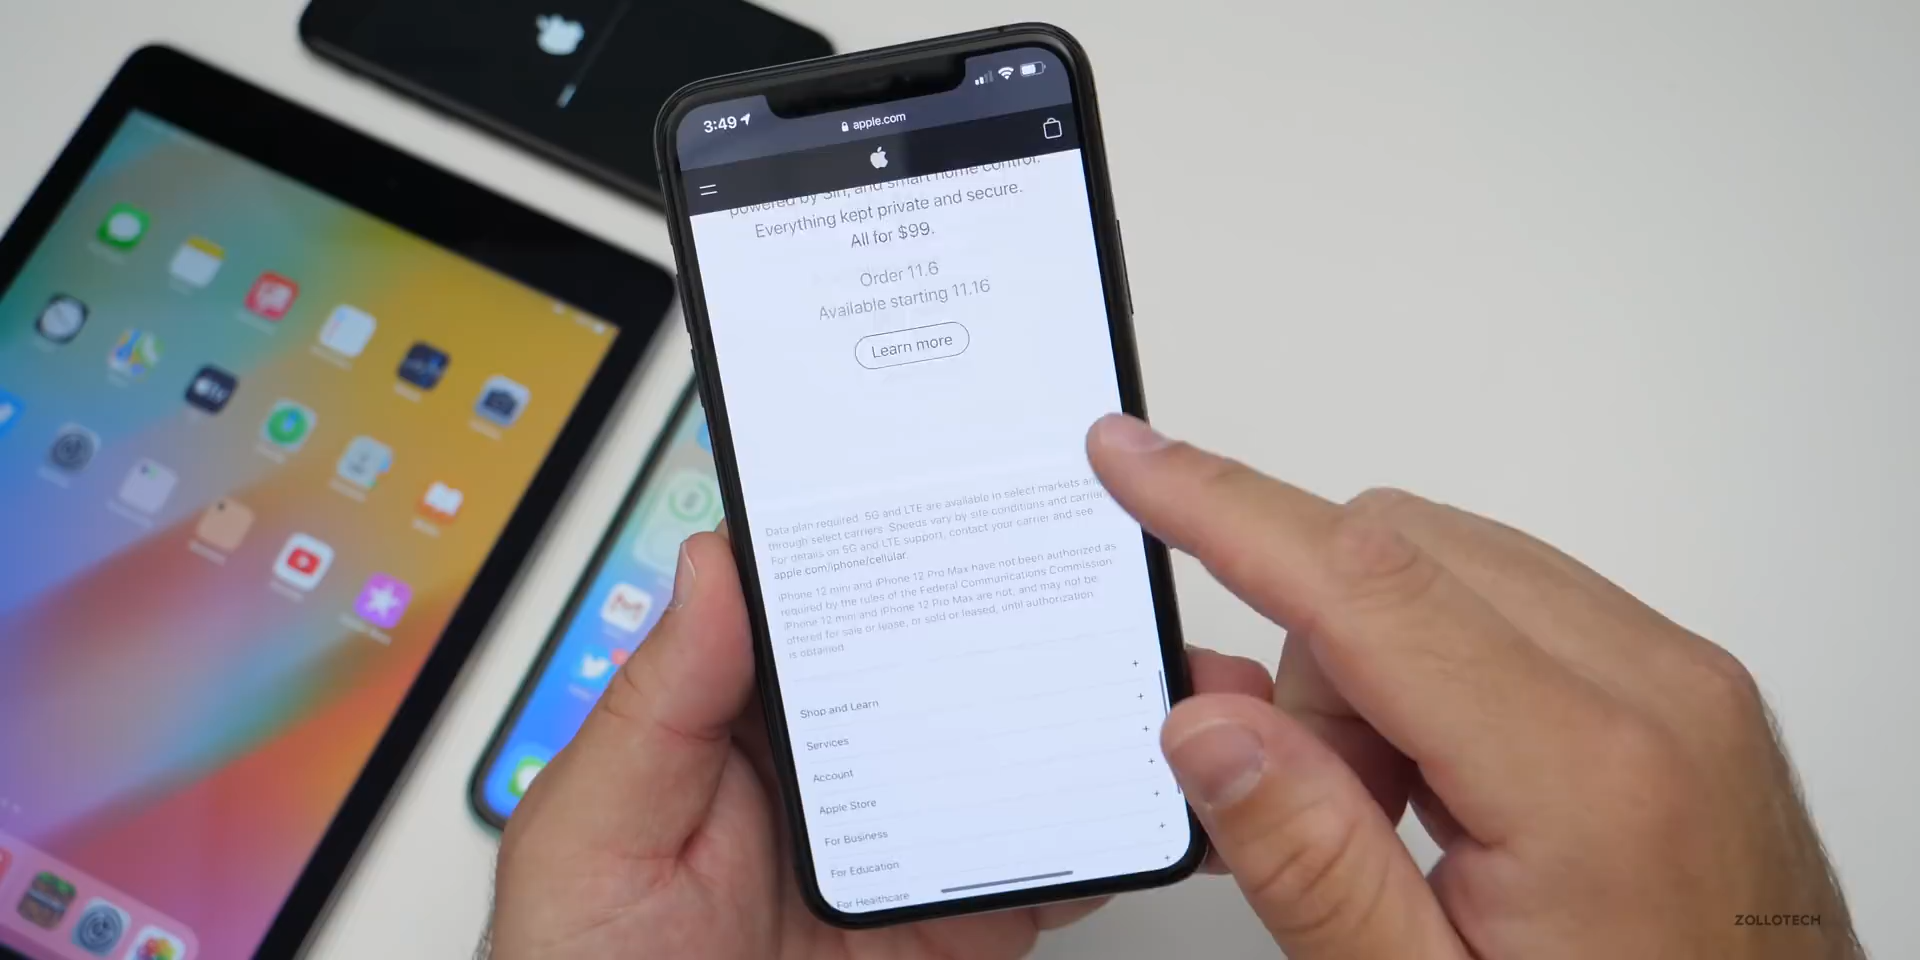 3:49
apple.com
powered by Siri, and smart home control.
Everything kept private and secure.
All for $99.
Order 11.6
Available starting 11.16
Learn more
Data plan required. 5G and LTE are available in select markets and
through select carriers. Speeds vary by site conditions and carrier.
For details on 5G and LTE support, contact your carrier and see
apple.com/iphone/cellular.
iPhone 12 mini and iPhone 12 Pro Max have not been authorized as
required by the rules of the Federal Communications Commission.
iPhone 12 mini and iPhone 12 Pro Max are not, and may not be,
offered for sale or lease, or sold or leased, until authorization
is obtained.
Shop and Learn +
Services +
Account +
Apple Store +
For Business +
For Education +
For Healthcare +
ZOLLOTECH